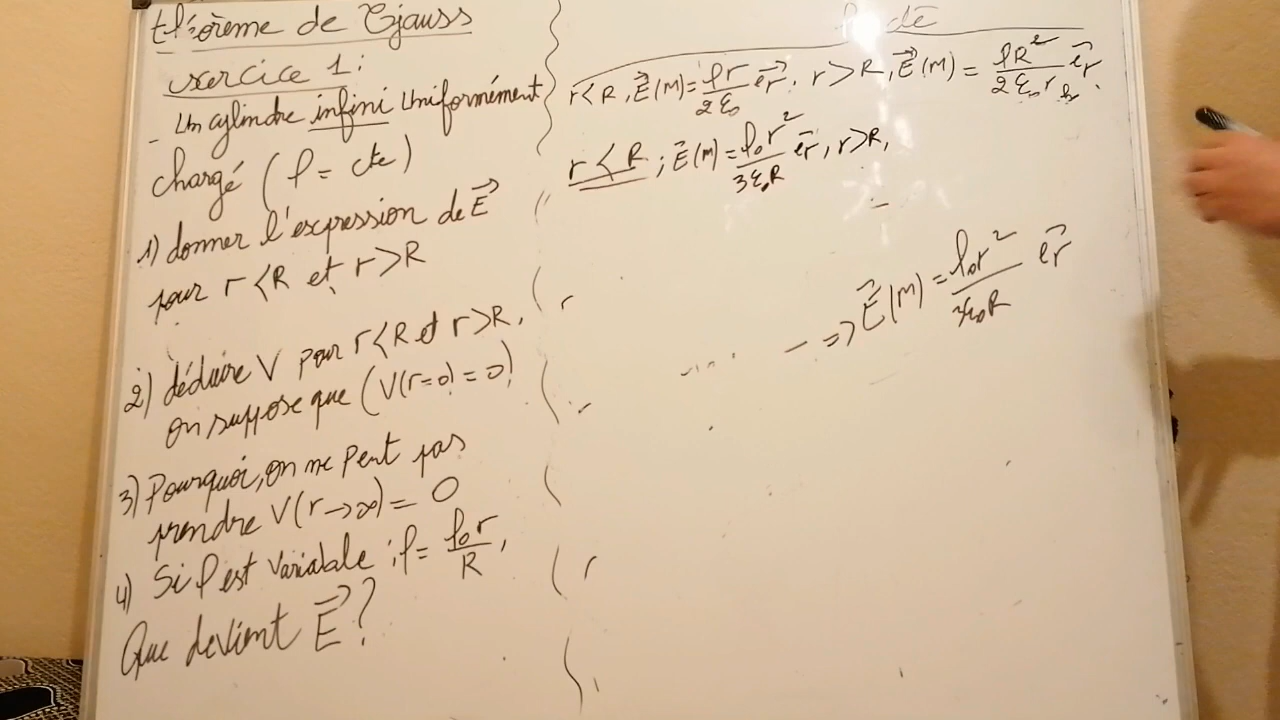 théorème de Gjauss
exercice 1:
- Un cylindre infini uniformément
chargé (ρ = cte)
1) donner l'expression de E⃗
pour r < R et r > R
2) déduire V pour r < R et r > R,
on suppose que (V(r=0) = 0)
3) Pourquoi, on ne peut pas
prendre V(r→∞) = 0
4) Si ρ est variable ; ρ = ρ₀r/R,
Que devient E⃗ ?
r < R, E⃗(M) = ρr/2ε₀ e⃗r, r > R, E⃗(M) = ρR²/2ε₀r e⃗r.
r < R ; E⃗(M) = ρ₀r²/3ε₀R e⃗r, r > R,
=> E⃗(M) = ρ₀r²/3ε₀R e⃗r